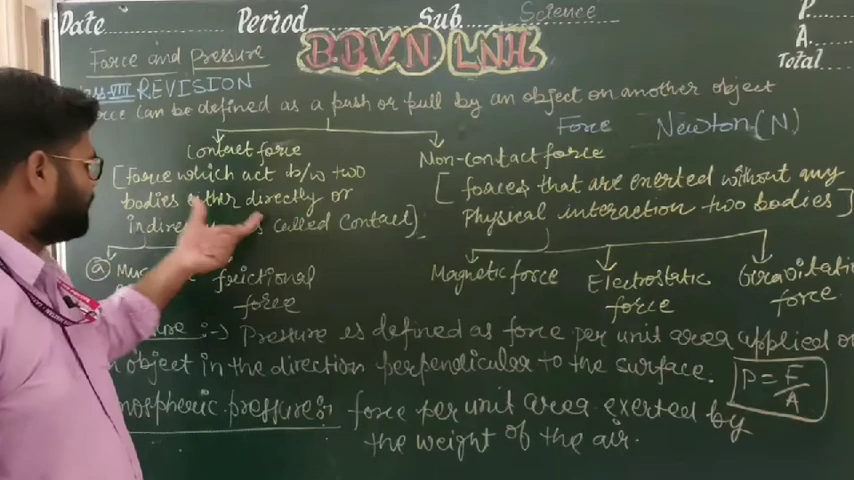 Date Period Sub. Science P
Force and Pressure BBVN LNH A
VIII REVISION Total
orce can be defined as a push or pull by an object on another object
Force Newton (N)
Contact force Non-Contact force
[Force which act b/w two
bodies either directly or
called Contact]
[forces that are exerted without any
Physical interaction two bodies]
(a) frictional
force
Magnetic force Electrostatic
force
force
:-) Pressure is defined as force per unit area applied
object in the direction perpendicular to the surface.
P = F/A
pressure: force per unit area exerted by
the weight of the air.